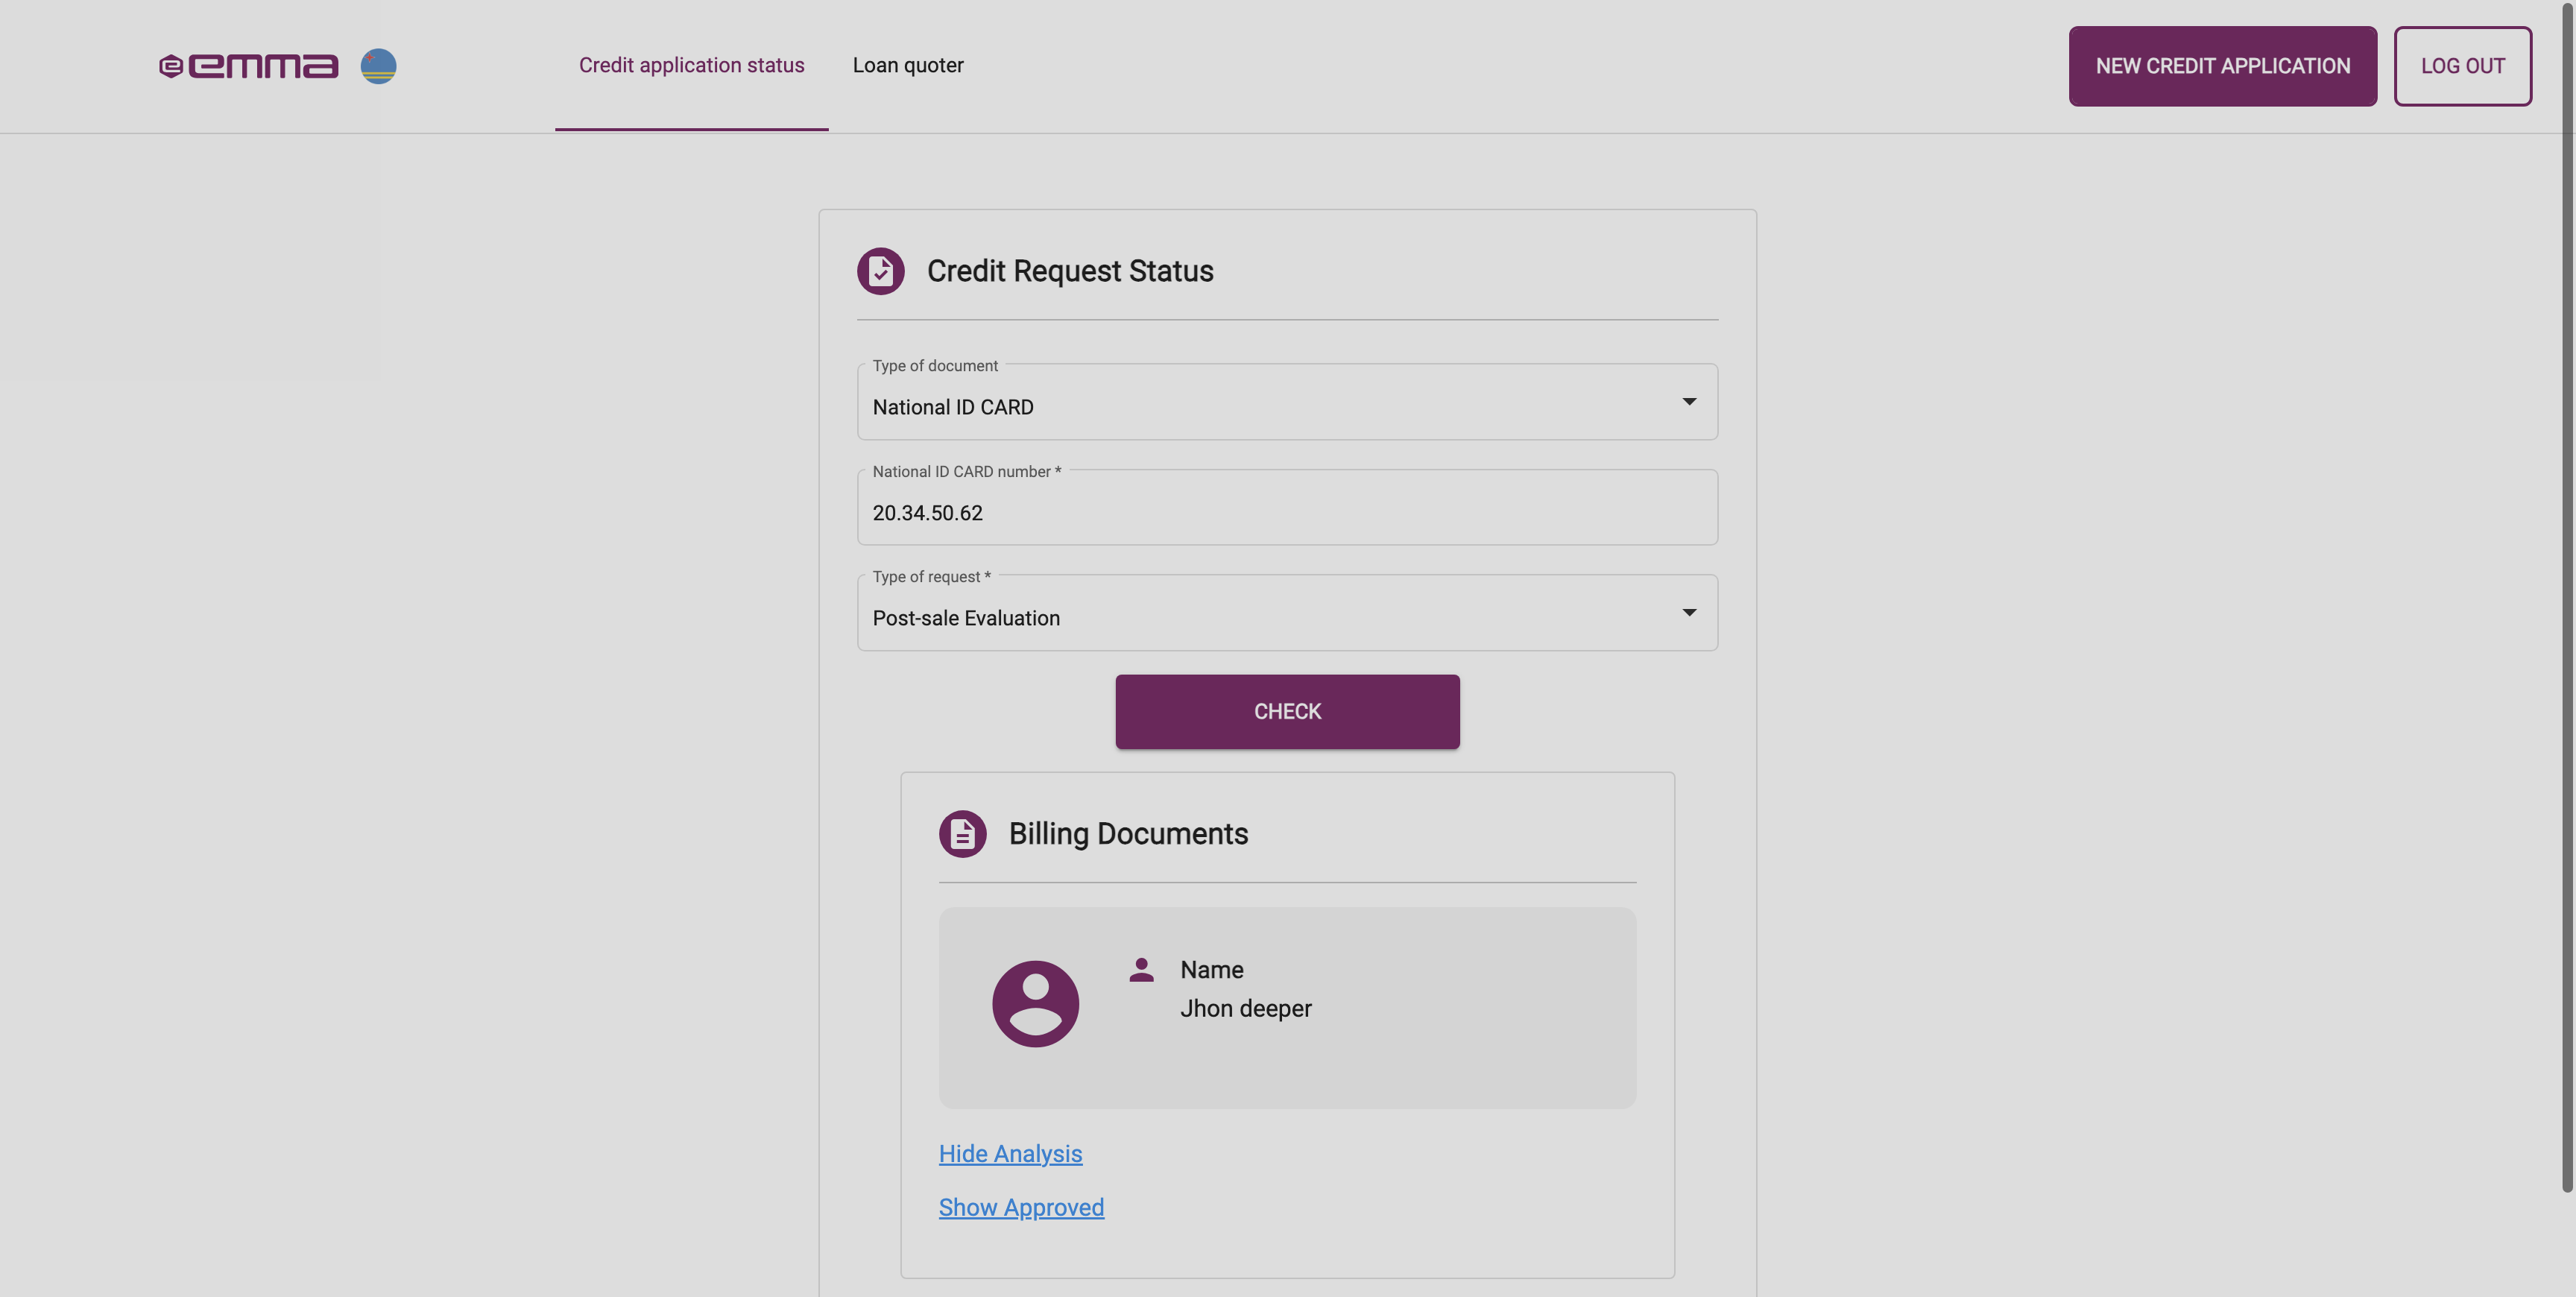 emma
Credit application status
Loan quoter
NEW CREDIT APPLICATION
LOG OUT
Credit Request Status
Type of document
National ID CARD
National ID CARD number *
20.34.50.62
Type of request *
Post-sale Evaluation
CHECK
Billing Documents
Name
Jhon deeper
Hide Analysis
Show Approved